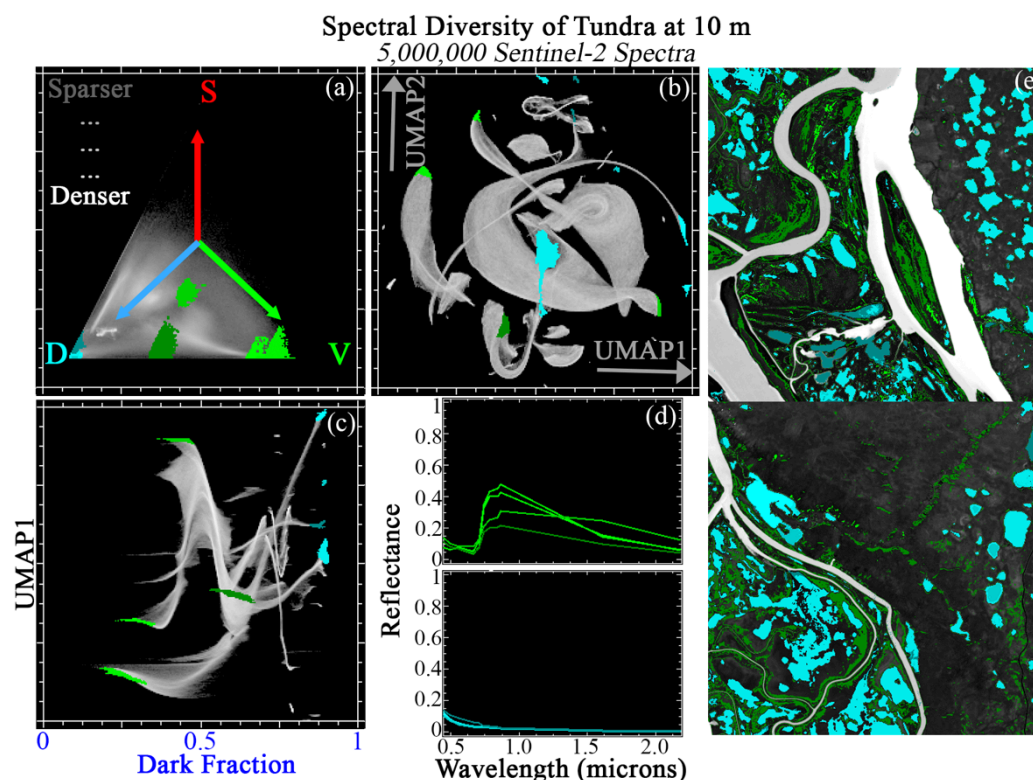 Spectral Diversity of Tundra at 10 m
5,000,000 Sentinel-2 Spectra
Sparser
S
(a)
...
...
...
Denser
D
V
UMAP2
(b)
UMAP1
(e)
(c)
UMAP1
0
0.5
1
Dark Fraction
(d)
1
0.8
0.6
0.4
0.2
0
Reflectance
1
0.8
0.6
0.4
0.2
0
0.5
1.0
1.5
2.0
Wavelength (microns)